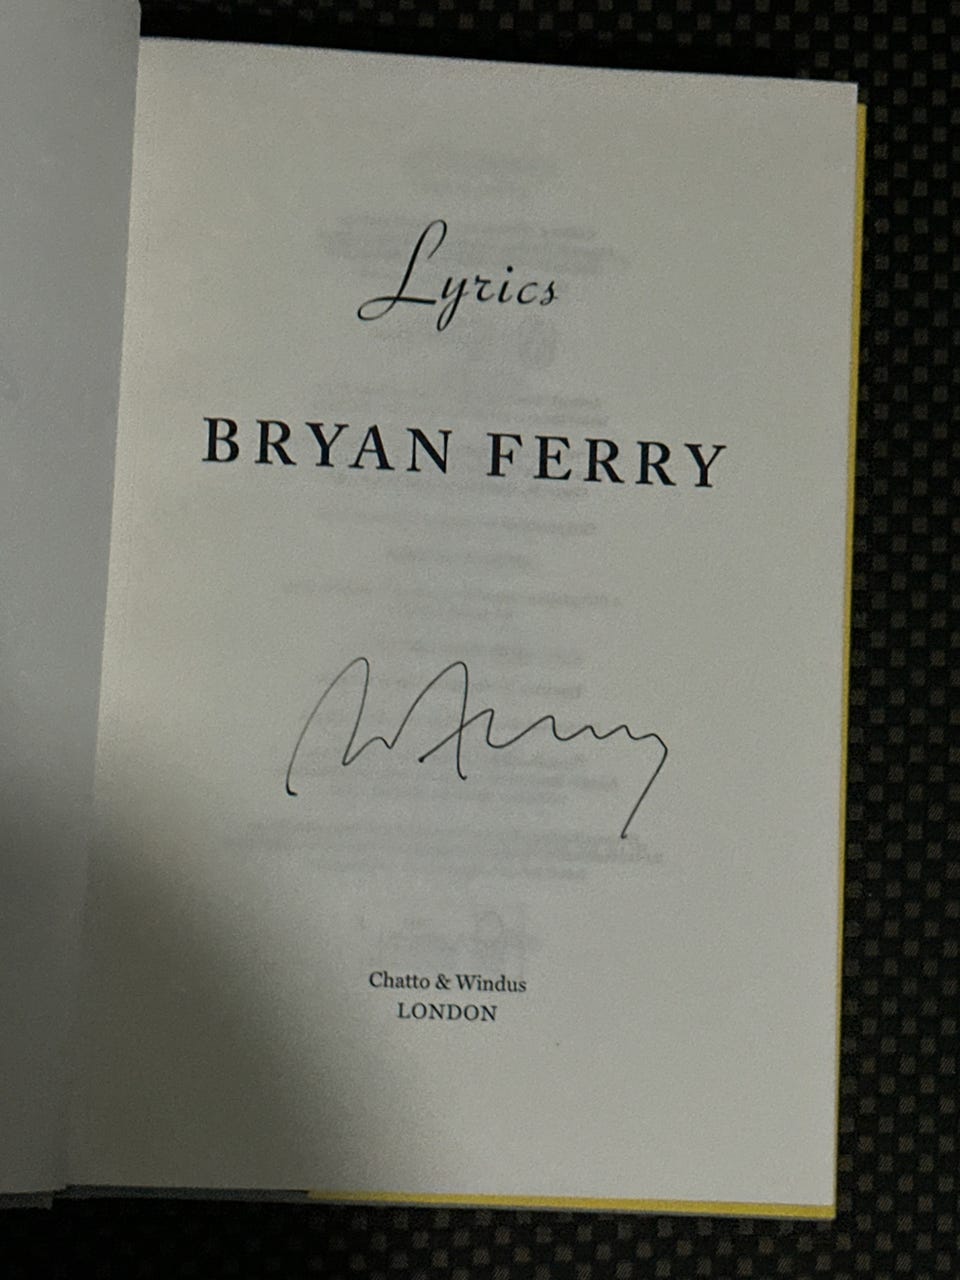 Lyrics
BRYAN FERRY
Chatto & Windus
LONDON